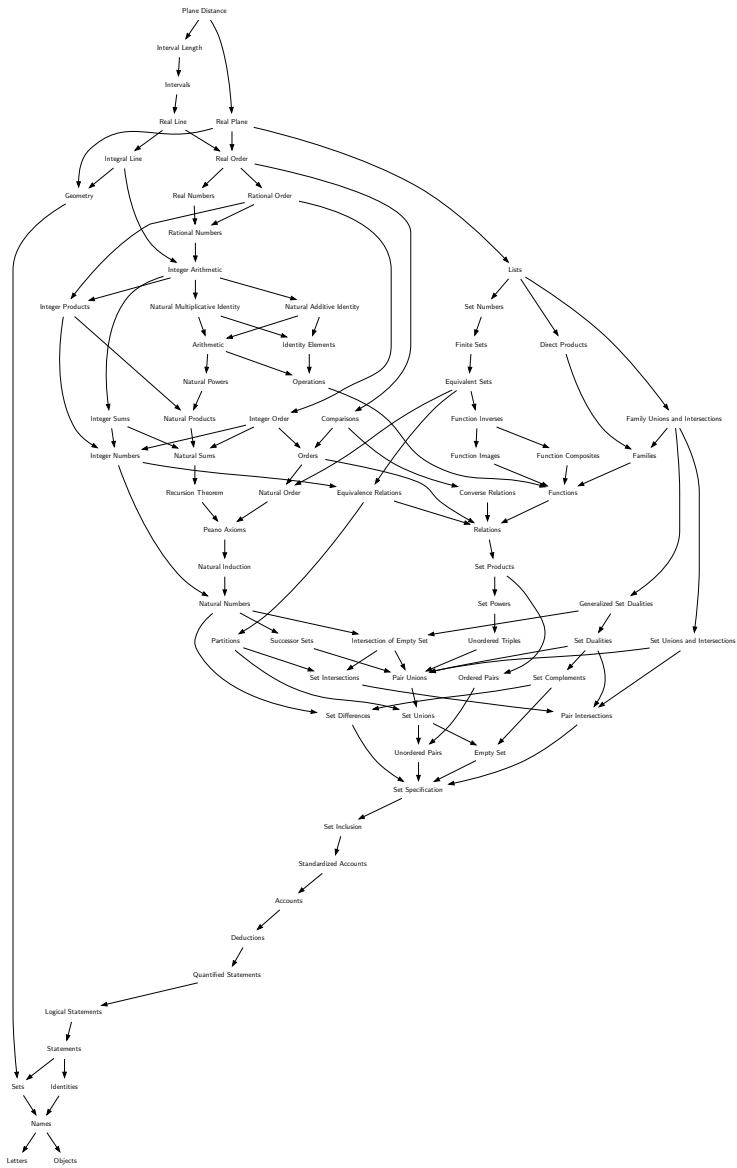 Plane Distance
Interval Length
Intervals
Real Line Real Plane
Integral Line Real Order
Geometry Real Numbers Rational Order
Rational Numbers
Integer Arithmetic Lists
Integer Products Natural Multiplicative Identity Natural Additive Identity Set Numbers
Arithmetic Identity Elements Finite Sets Direct Products
Natural Powers Operations Equivalent Sets
Integer Sums Natural Products Integer Order Comparisons Function Inverses Family Unions and Intersections
Integer Numbers Natural Sums Orders Function Images Function Composites Families
Recursion Theorem Natural Order Equivalence Relations Converse Relations Functions
Peano Axioms Relations
Natural Induction Set Products
Natural Numbers Set Powers Generalized Set Dualities
Partitions Successor Sets Intersection of Empty Set Unordered Triples Set Dualities Set Unions and Intersections
Set Intersections Pair Unions Ordered Pairs Set Complements
Set Differences Set Unions Pair Intersections
Unordered Pairs Empty Set
Set Specification
Set Inclusion
Standardized Accounts
Accounts
Deductions
Quantified Statements
Logical Statements
Statements
Sets Identities
Names
Letters Objects